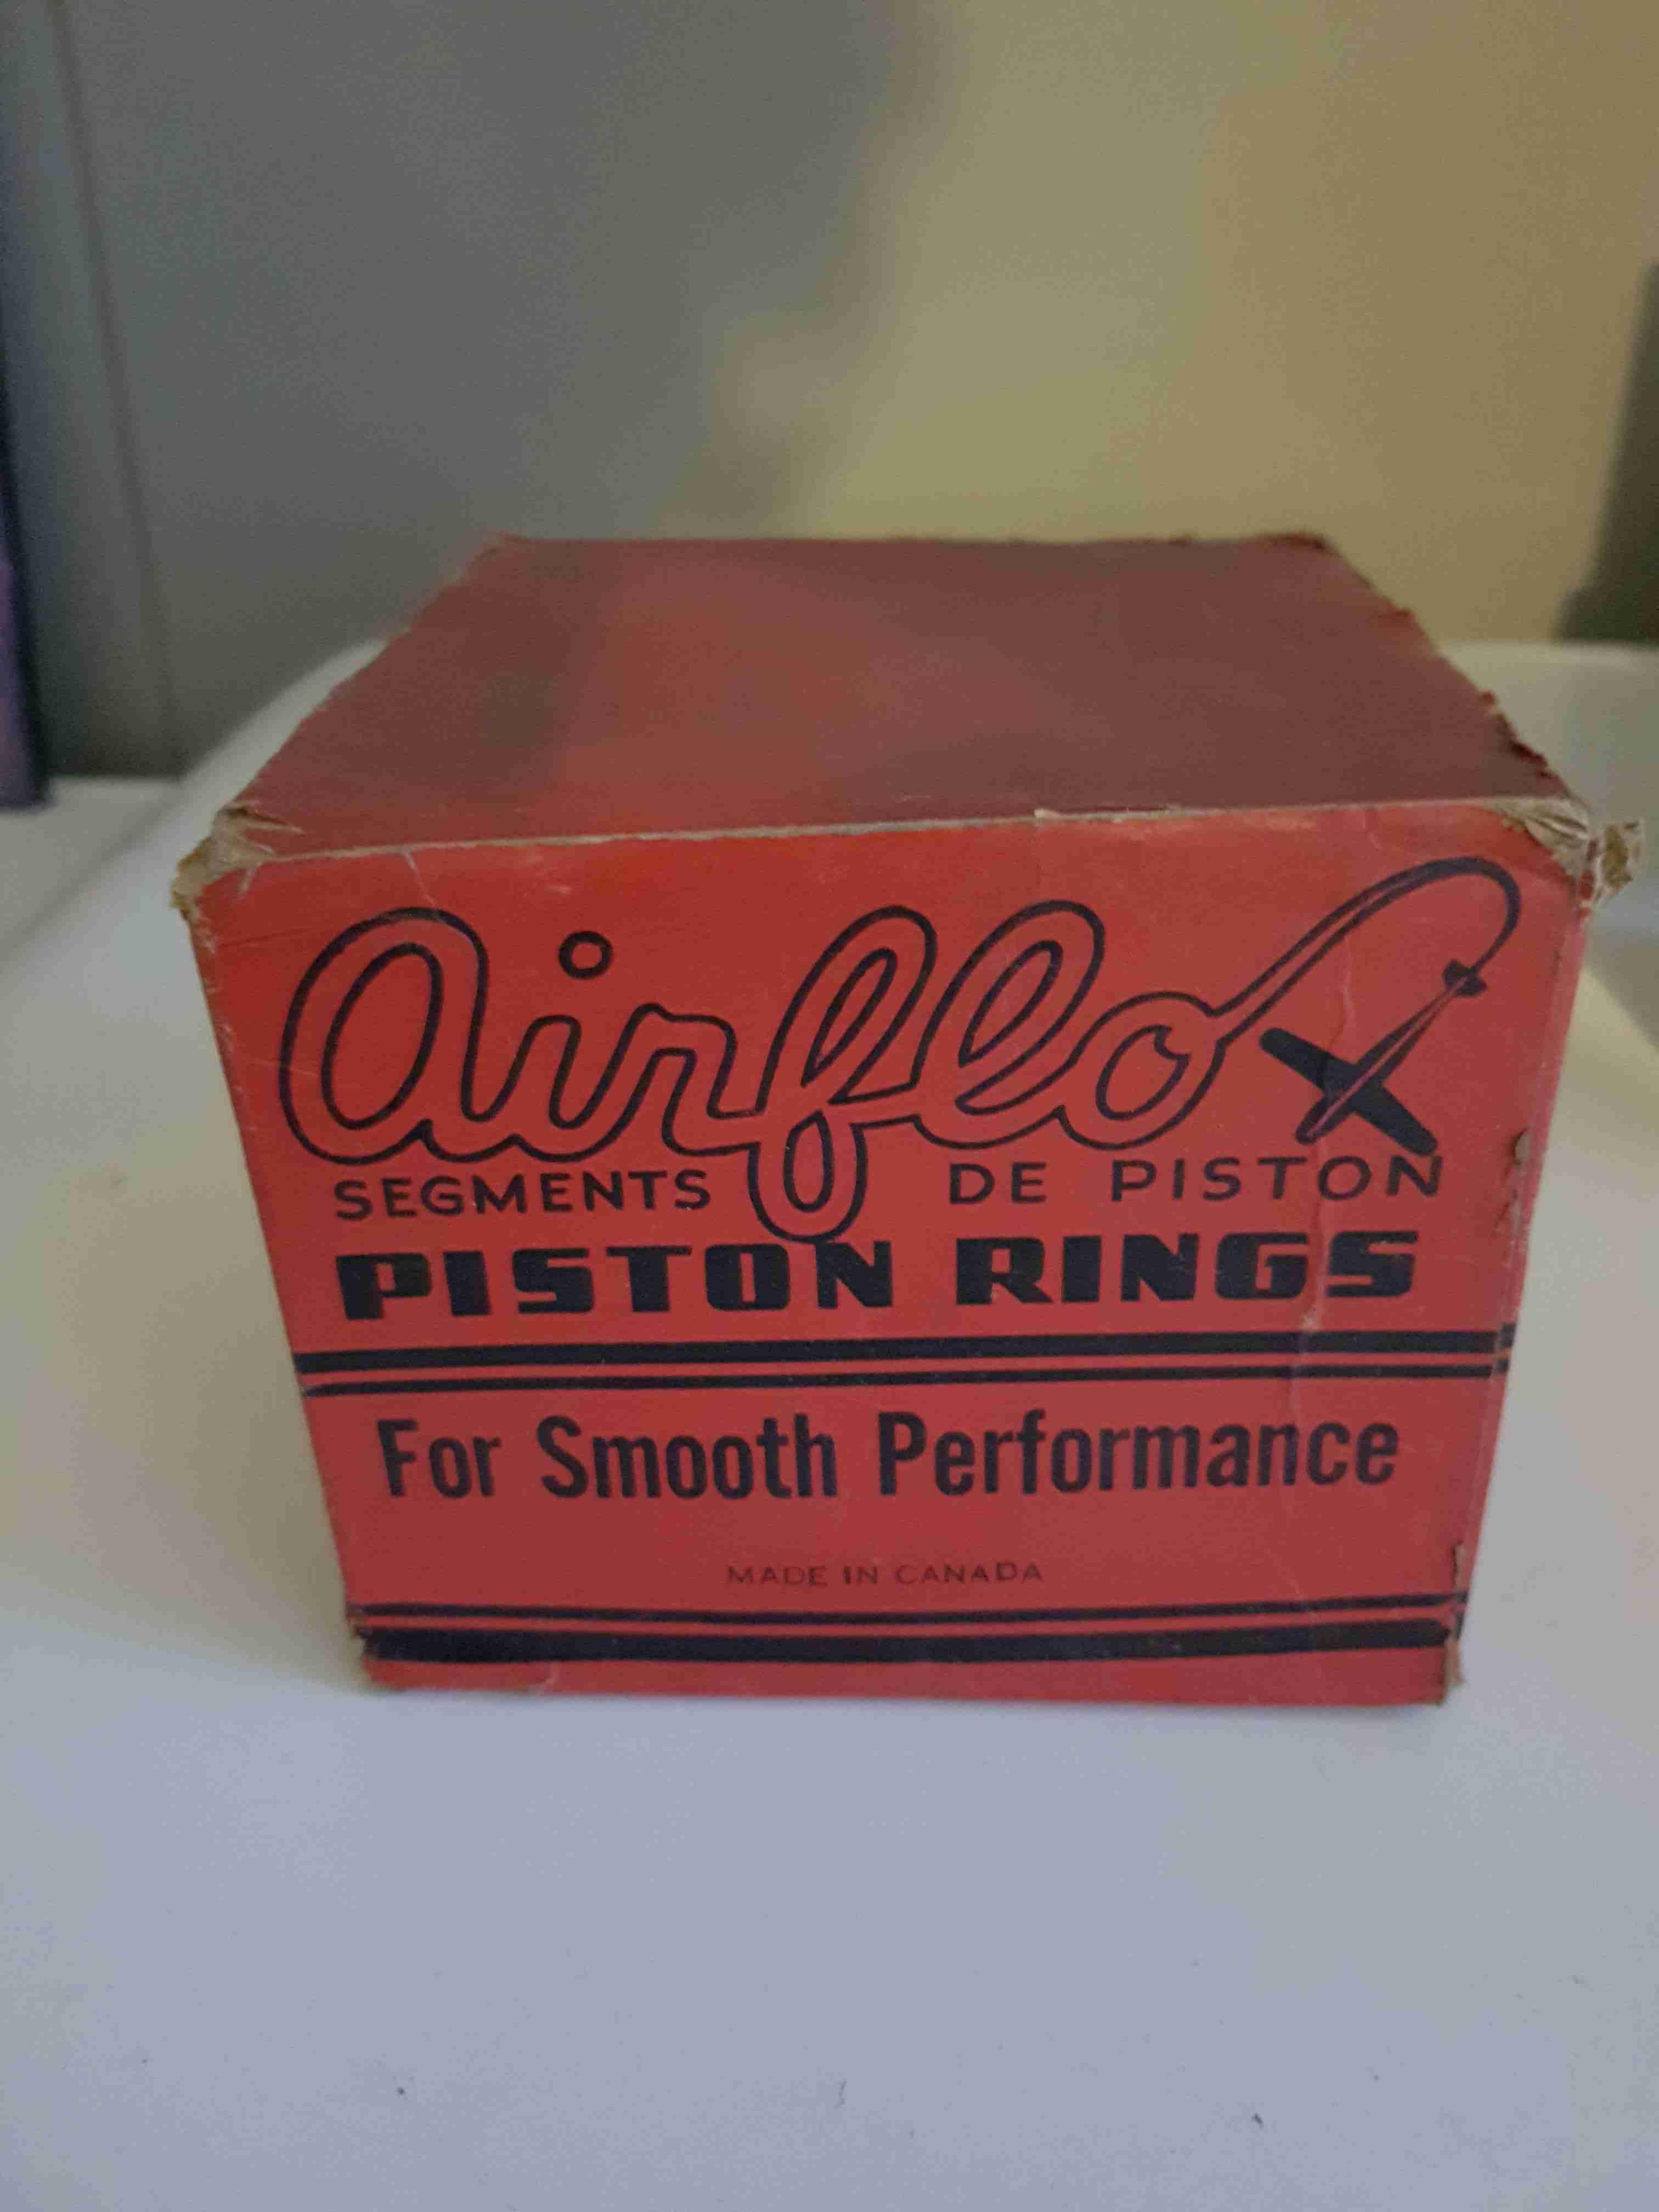 Airflo
SEGMENTS DE PISTON
PISTON RINGS
For Smooth Performance
MADE IN CANADA